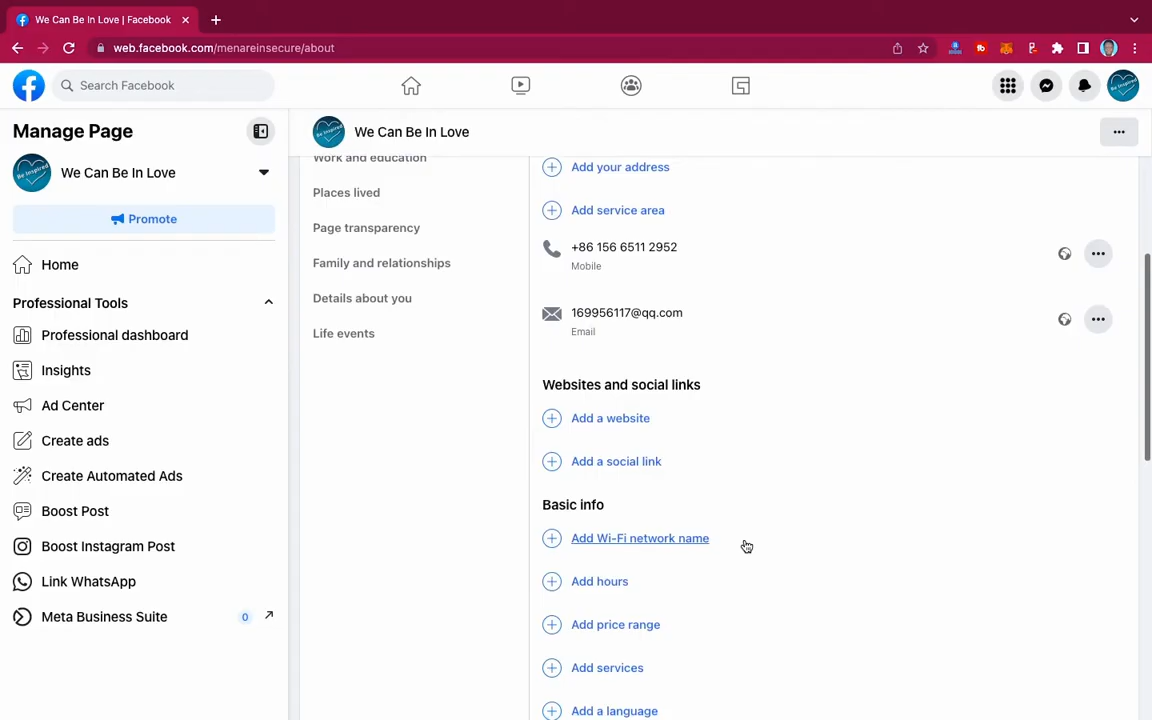 We Can Be In Love | Facebook
web.facebook.com/menareinsecure/about
Search Facebook
Manage Page
We Can Be In Love
Promote
Home
Professional Tools
Professional dashboard
Insights
Ad Center
Create ads
Create Automated Ads
Boost Post
Boost Instagram Post
Link WhatsApp
Meta Business Suite
0
Be Inspired
We Can Be In Love
Work and education
Places lived
Page transparency
Family and relationships
Details about you
Life events
Add your address
Add service area
+86 156 6511 2952
Mobile
169956117@qq.com
Email
Websites and social links
Add a website
Add a social link
Basic info
Add Wi-Fi network name
Add hours
Add price range
Add services
Add a language